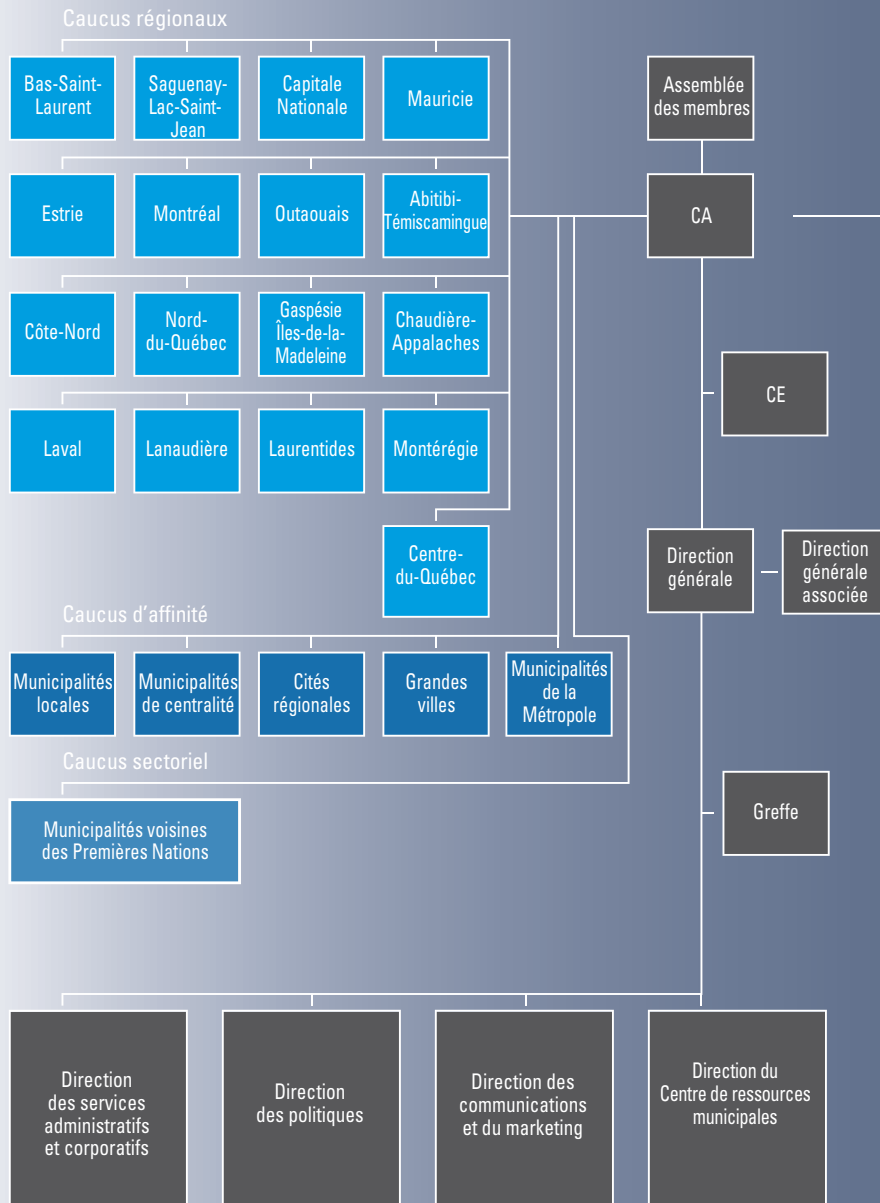 Caucus régionaux
Bas-Saint-
Laurent
Saguenay-
Lac-Saint-
Jean
Capitale
Nationale
Mauricie
Estrie
Montréal
Outaouais
Abitibi-
Témiscamingue
Côte-Nord
Nord-
du-Québec
Gaspésie
Îles-de-la-
Madeleine
Chaudière-
Appalaches
Laval
Lanaudière
Laurentides
Montérégie
Centre-
du-Québec
Caucus d'affinité
Municipalités
locales
Municipalités
de centralité
Cités
régionales
Grandes
villes
Municipalités
de la
Métropole
Caucus sectoriel
Municipalités voisines
des Premières Nations
Assemblée
des membres
CA
CE
Direction
générale
Direction
générale
associée
Greffe
Direction
des services
administratifs
et corporatifs
Direction
des politiques
Direction des
communications
et du marketing
Direction du
Centre de ressources
municipales